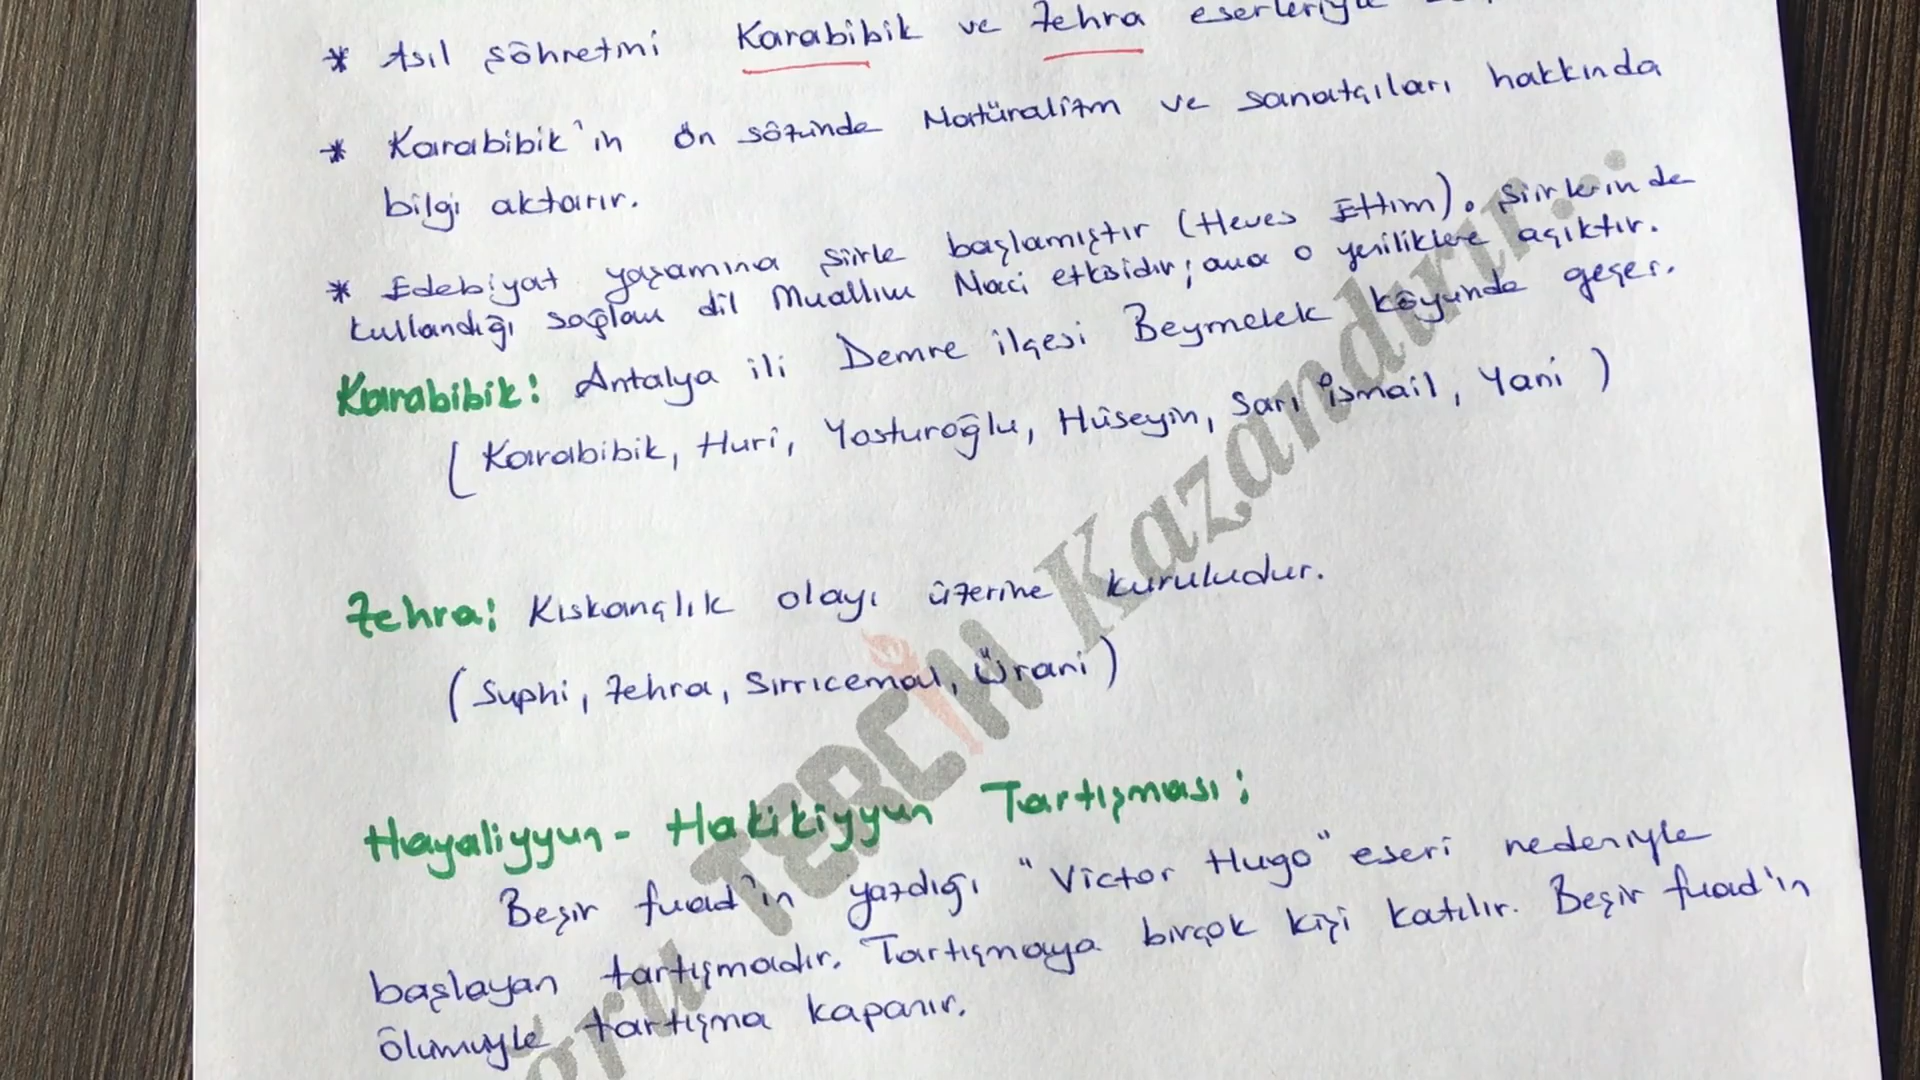 * Asıl şöhretini Karabibik ve Zehra eserleriyle
* Karabibik'in ön sözünde Natüralizm ve sanatçıları hakkında
bilgi aktarır.
* Edebiyat yaşamına şiirle başlamıştır (Heves Ettim). Şiirlerinde
kullandığı sağlam dil Muallim Naci etkisidir; ama o yeniliklere açıktır.
Karabibik: Antalya ili Demre ilçesi Beymelek köyünde geçer.
(Karabibik, Huri, Yosturoğlu, Hüseyin, Sarı İsmail, Yani)
Zehra: Kıskançlık olayı üzerine kuruludur.
(Suphi, Zehra, Sırrıcemal, Ürani)
Hayaliyyun - Hakikiyyun Tartışması:
Beşir Fuad'ın yazdığı "Victor Hugo" eseri nedeniyle
başlayan tartışmadır. Tartışmaya birçok kişi katılır. Beşir Fuad'ın
ölümüyle tartışma kapanır.
ğru TERCİH Kazandırır...